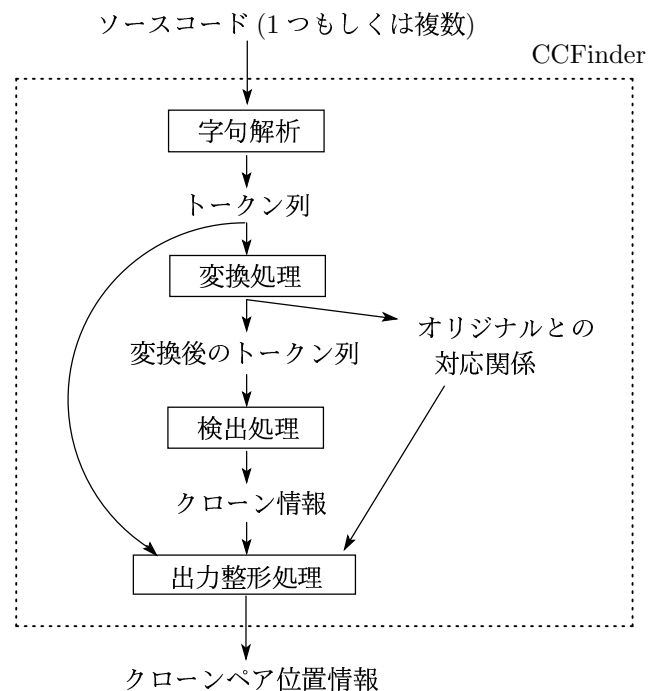 ソースコード (1 つもしくは複数)
CCFinder
字句解析
トークン列
変換処理
オリジナルとの
対応関係
変換後のトークン列
検出処理
クローン情報
出力整形処理
クローンペア位置情報